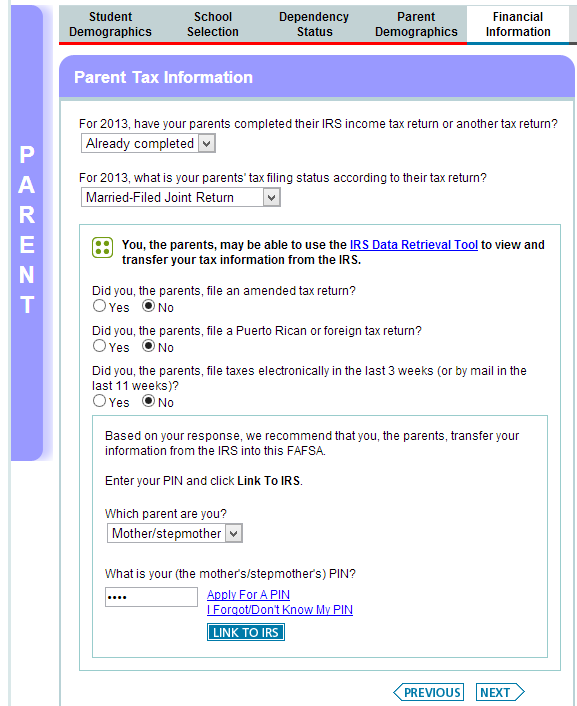 Student Demographics
School Selection
Dependency Status
Parent Demographics
Financial Information
PARENT
Parent Tax Information
For 2013, have your parents completed their IRS income tax return or another tax return?
Already completed
For 2013, what is your parents' tax filing status according to their tax return?
Married-Filed Joint Return
You, the parents, may be able to use the IRS Data Retrieval Tool to view and
transfer your tax information from the IRS.
Did you, the parents, file an amended tax return?
Yes No
Did you, the parents, file a Puerto Rican or foreign tax return?
Yes No
Did you, the parents, file taxes electronically in the last 3 weeks (or by mail in the
last 11 weeks)?
Yes No
Based on your response, we recommend that you, the parents, transfer your
information from the IRS into this FAFSA.
Enter your PIN and click Link To IRS.
Which parent are you?
Mother/stepmother
What is your (the mother's/stepmother's) PIN?
•••• Apply For A PIN
I Forgot/Don't Know My PIN
LINK TO IRS
PREVIOUS NEXT